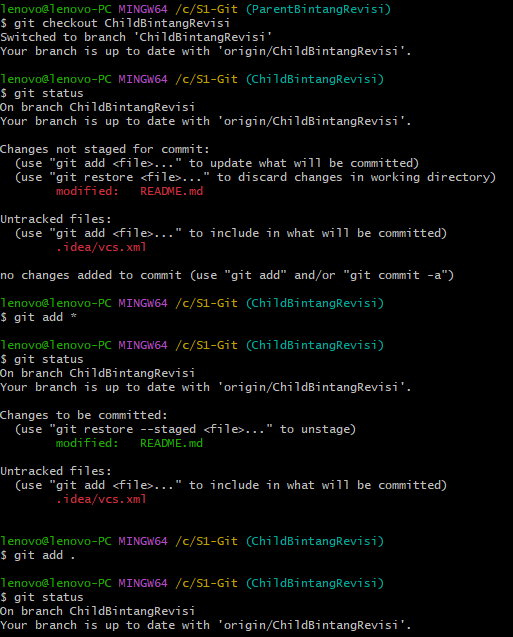 lenovo@lenovo-PC MINGW64 /c/S1-Git (ParentBintangRevisi)
$ git checkout ChildBintangRevisi
Switched to branch 'ChildBintangRevisi'
Your branch is up to date with 'origin/ChildBintangRevisi'.
lenovo@lenovo-PC MINGW64 /c/S1-Git (ChildBintangRevisi)
$ git status
On branch ChildBintangRevisi
Your branch is up to date with 'origin/ChildBintangRevisi'.
Changes not staged for commit:
(use "git add <file>..." to update what will be committed)
(use "git restore <file>..." to discard changes in working directory)
modified: README.md
Untracked files:
(use "git add <file>..." to include in what will be committed)
.idea/vcs.xml
no changes added to commit (use "git add" and/or "git commit -a")
lenovo@lenovo-PC MINGW64 /c/S1-Git (ChildBintangRevisi)
$ git add *
lenovo@lenovo-PC MINGW64 /c/S1-Git (ChildBintangRevisi)
$ git status
On branch ChildBintangRevisi
Your branch is up to date with 'origin/ChildBintangRevisi'.
Changes to be committed:
(use "git restore --staged <file>..." to unstage)
modified: README.md
Untracked files:
(use "git add <file>..." to include in what will be committed)
.idea/vcs.xml
lenovo@lenovo-PC MINGW64 /c/S1-Git (ChildBintangRevisi)
$ git add .
lenovo@lenovo-PC MINGW64 /c/S1-Git (ChildBintangRevisi)
$ git status
On branch ChildBintangRevisi
Your branch is up to date with 'origin/ChildBintangRevisi'.